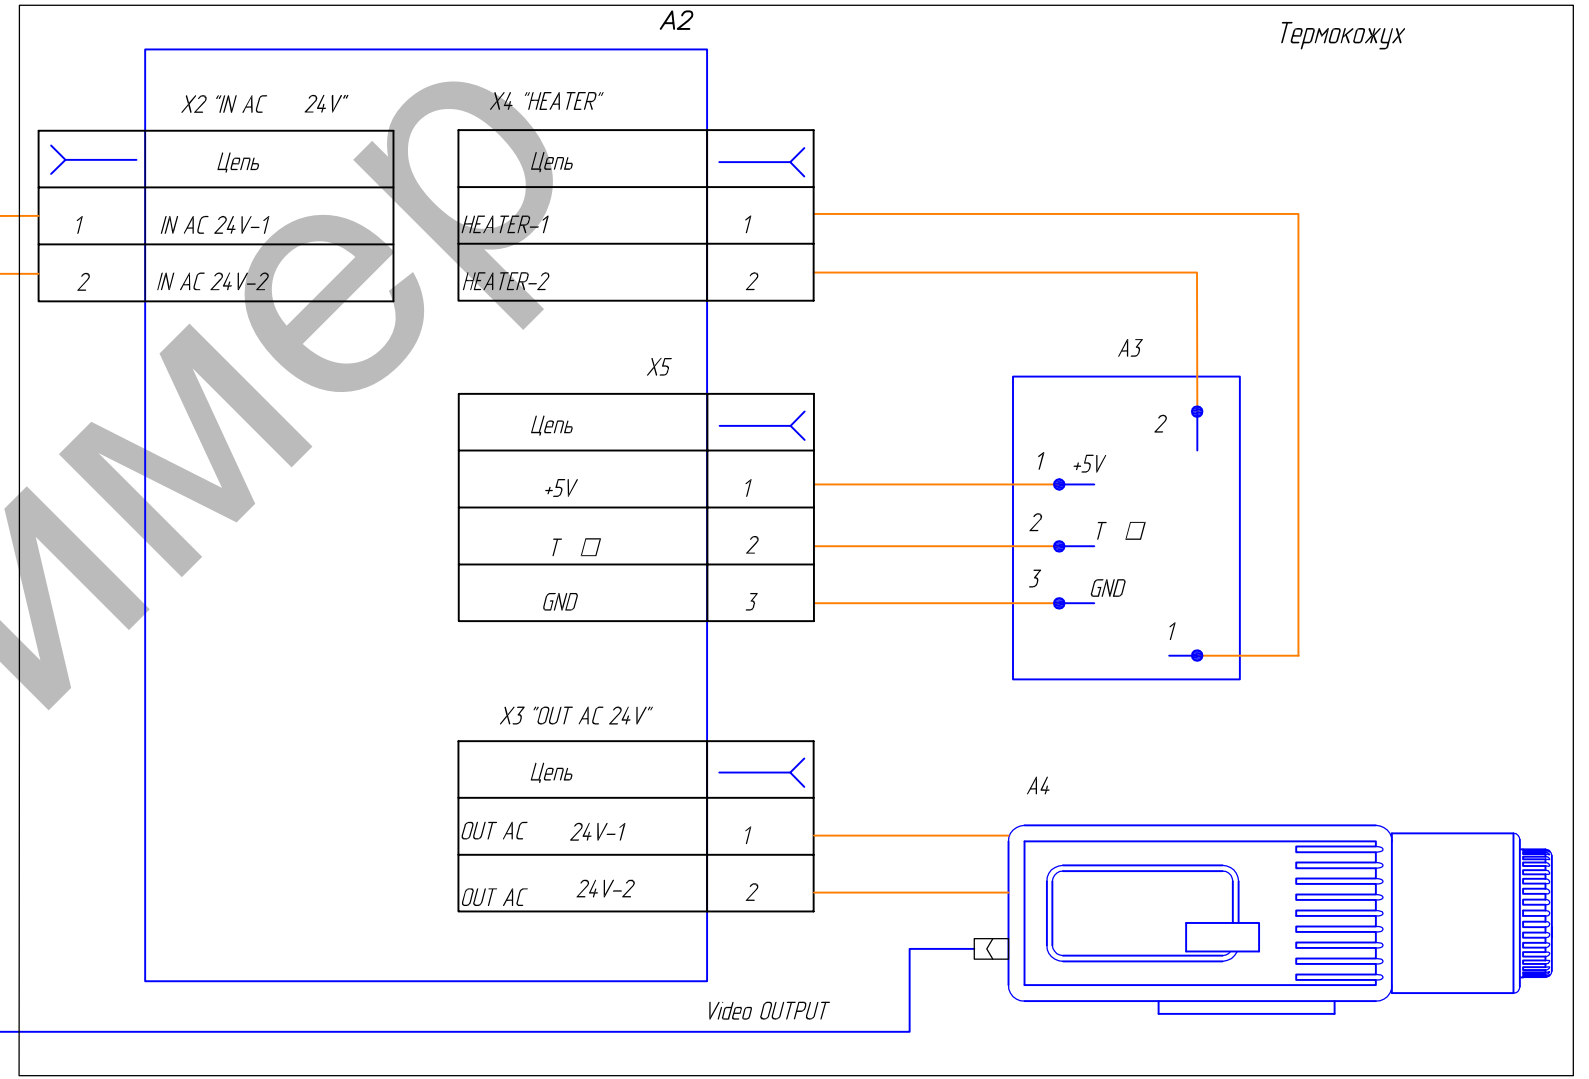 A2
Термокожух
X2 "IN AC 24V"
Цепь
1 IN AC 24V-1
2 IN AC 24V-2
X4 "HEATER"
Цепь
HEATER-1 1
HEATER-2 2
X5
Цепь
+5V 1
T □ 2
GND 3
A3
2
1 +5V
2 T □
3 GND
1
X3 "OUT AC 24V"
Цепь
OUT AC 24V-1 1
OUT AC 24V-2 2
A4
Video OUTPUT
имер